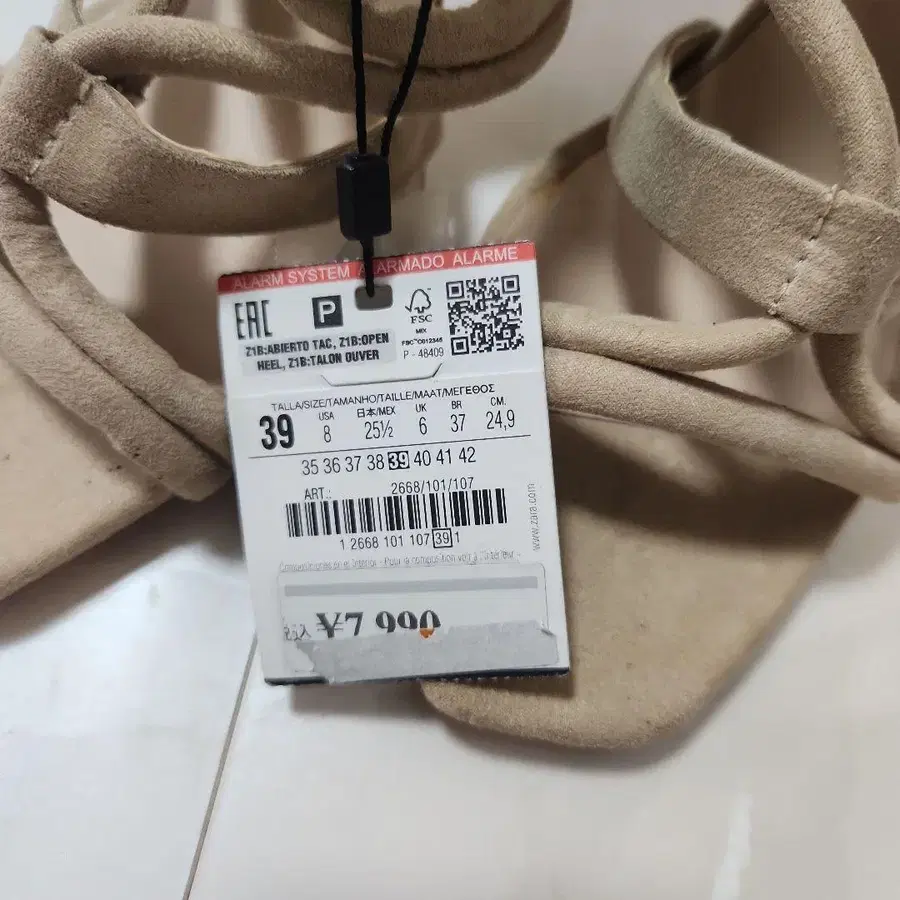 ALARM SYSTEM ALARMADO ALARME
EAC
P
FSC
MIX
FSC™C012345
P - 48409
Z1B:ABIERTO TAC, Z1B:OPEN
HEEL, Z1B:TALON OUVER
TALLA/SIZE/TAMANHO/TAILLE/MAAT/ΜΕΓΕΘΟΣ
39
USA 日本/MEX UK BR CM.
8 25½ 6 37 24,9
35 36 37 38 39 40 41 42
ART.: 2668/101/107
1 2668 101 107 39 1
www.zara.com
¥7,990